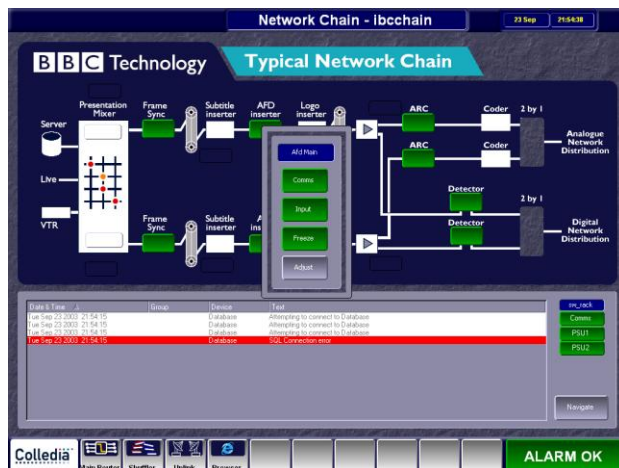 Network Chain - ibcchain
23 Sep 21:54:38
BBC Technology
Typical Network Chain
Presentation Mixer
Frame Sync
Subtitle inserter
AFD inserter
Logo inserter
ARC
Coder
2 by 1
Server
Analogue Network Distribution
Live
ARC
Coder
VTR
Detector
2 by 1
Frame Sync
Subtitle inserter
Detector
Digital Network Distribution
Afd Main
Comms
Input
Freeze
Adjust
Date & Time Group Device Text
Tue Sep 23 2003 21:54:15 Database Attempting to connect to Database
Tue Sep 23 2003 21:54:15 Database Attempting to connect to Database
Tue Sep 23 2003 21:54:15 Database Attempting to connect to Database
Tue Sep 23 2003 21:54:15 Database SQL Connection error
sw_rack
Comms
PSU1
PSU2
Navigate
Colledia
Main Router Shuffler Uplink Browser
ALARM OK